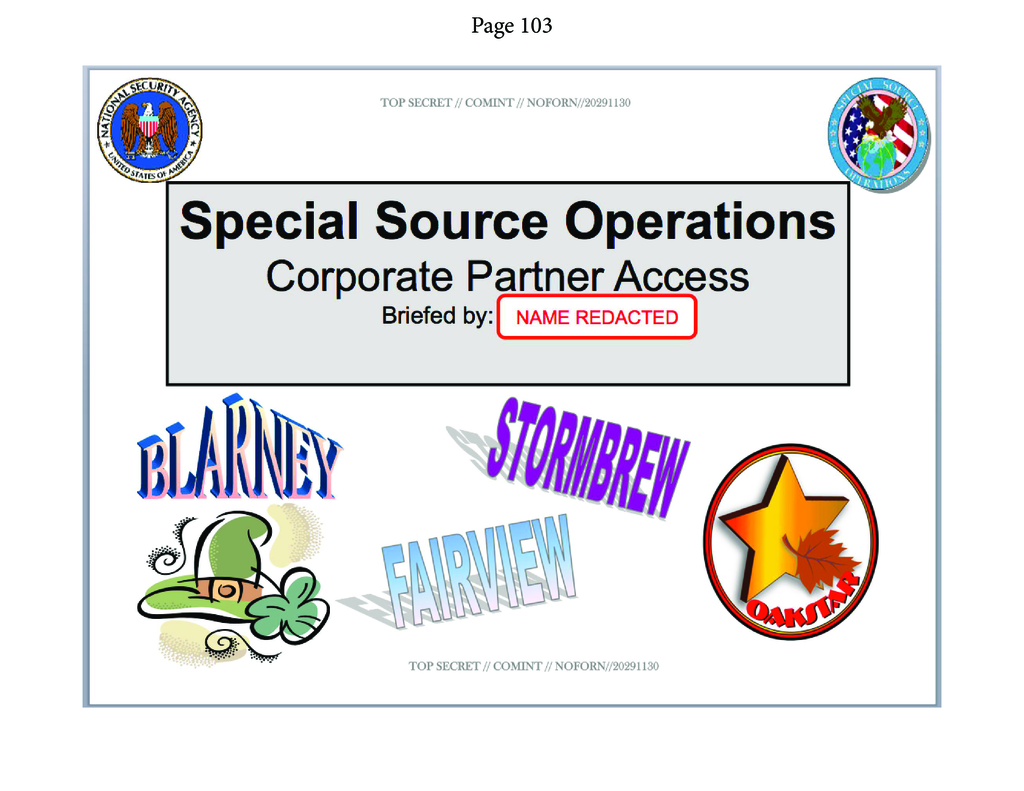 Page 103
NATIONAL SECURITY AGENCY
UNITED STATES OF AMERICA
TOP SECRET // COMINT // NOFORN//20291130
SPECIAL SOURCE
OPERATIONS
Special Source Operations
Corporate Partner Access
Briefed by: NAME REDACTED
BLARNEY
STORMBREW
FAIRVIEW
OAKSTAR
TOP SECRET // COMINT // NOFORN//20291130